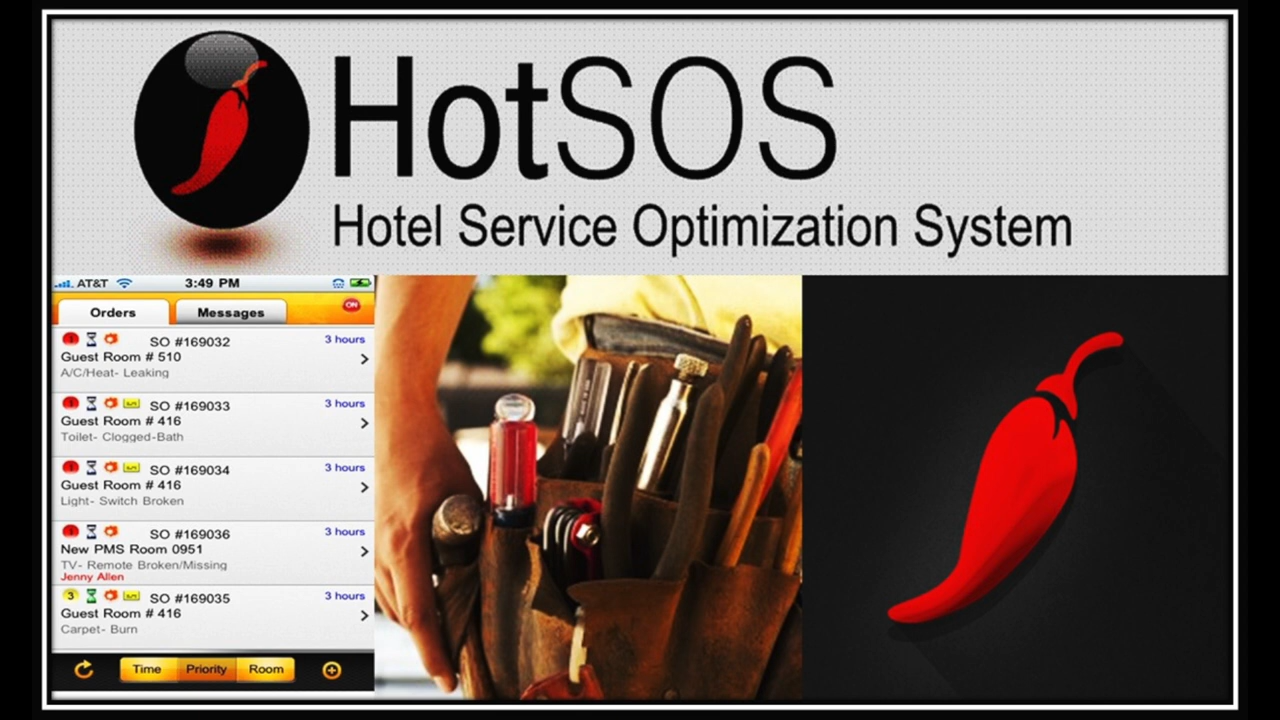 HotSOS
Hotel Service Optimization System
AT&T 3:49 PM
Orders Messages ON
SO #169032 3 hours
Guest Room # 510
A/C/Heat- Leaking
SO #169033 3 hours
Guest Room # 416
Toilet- Clogged-Bath
SO #169034 3 hours
Guest Room # 416
Light- Switch Broken
SO #169036 3 hours
New PMS Room 0951
TV- Remote Broken/Missing
Jenny Allen
3 SO #169035 3 hours
Guest Room # 416
Carpet- Burn
Time Priority Room